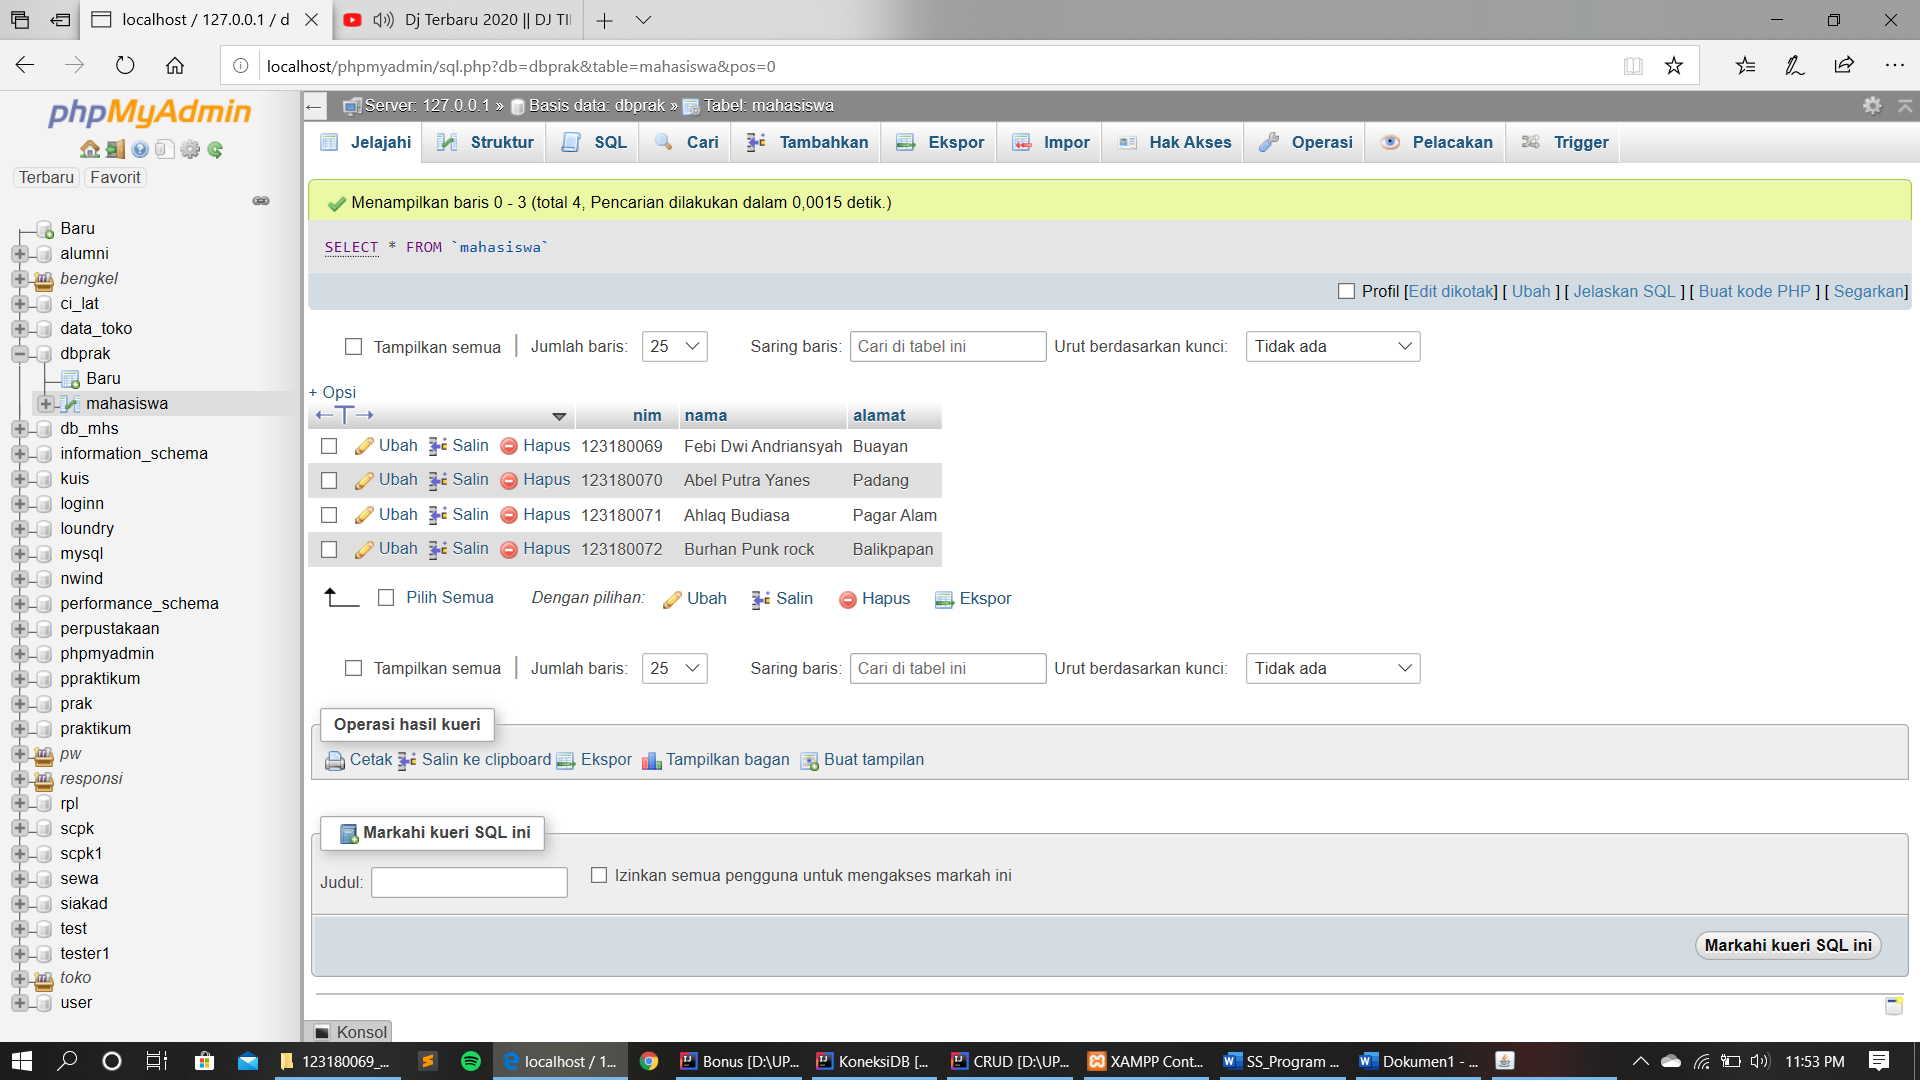 localhost / 127.0.0.1 / d
Dj Terbaru 2020 || DJ TI
localhost/phpmyadmin/sql.php?db=dbprak&table=mahasiswa&pos=0
phpMyAdmin
Terbaru Favorit
Baru
alumni
bengkel
ci_lat
data_toko
dbprak
Baru
mahasiswa
db_mhs
information_schema
kuis
loginn
loundry
mysql
nwind
performance_schema
perpustakaan
phpmyadmin
ppraktikum
prak
praktikum
pw
responsi
rpl
scpk
scpk1
sewa
siakad
test
tester1
toko
user
Server: 127.0.0.1 » Basis data: dbprak » Tabel: mahasiswa
Jelajahi Struktur SQL Cari Tambahkan Ekspor Impor Hak Akses Operasi Pelacakan Trigger
Menampilkan baris 0 - 3 (total 4, Pencarian dilakukan dalam 0,0015 detik.)
SELECT * FROM `mahasiswa`
Profil [Edit dikotak] [ Ubah ] [ Jelaskan SQL ] [ Buat kode PHP ] [ Segarkan]
Tampilkan semua | Jumlah baris: 25 Saring baris: Cari di tabel ini Urut berdasarkan kunci: Tidak ada
+ Opsi
←T→ nim nama alamat
Ubah Salin Hapus 123180069 Febi Dwi Andriansyah Buayan
Ubah Salin Hapus 123180070 Abel Putra Yanes Padang
Ubah Salin Hapus 123180071 Ahlaq Budiasa Pagar Alam
Ubah Salin Hapus 123180072 Burhan Punk rock Balikpapan
Pilih Semua Dengan pilihan: Ubah Salin Hapus Ekspor
Tampilkan semua | Jumlah baris: 25 Saring baris: Cari di tabel ini Urut berdasarkan kunci: Tidak ada
Operasi hasil kueri
Cetak Salin ke clipboard Ekspor Tampilkan bagan Buat tampilan
Markahi kueri SQL ini
Judul: Izinkan semua pengguna untuk mengakses markah ini
Markahi kueri SQL ini
Konsol
123180069_... localhost / 1... Bonus [D:\UP... KoneksiDB [... CRUD [D:\UP... XAMPP Cont... SS_Program ... Dokumen1 - ... 11:53 PM